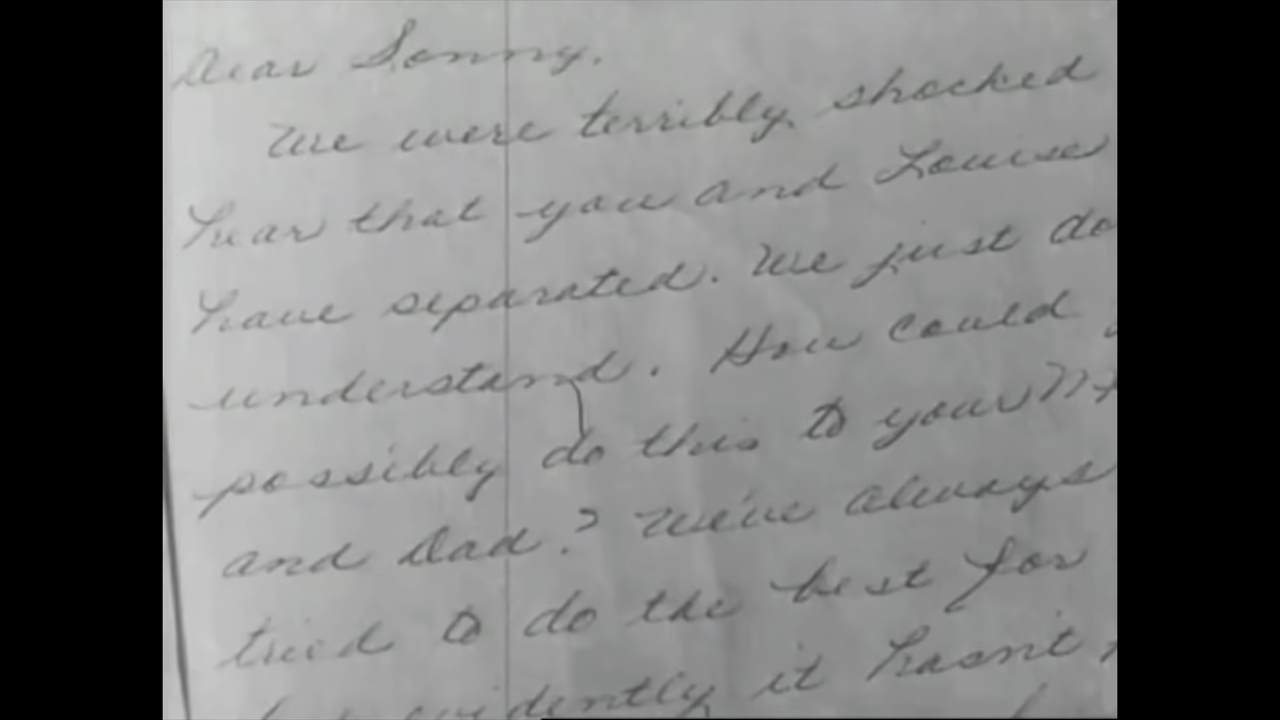 Dear Sonny,
We were terribly shocked
hear that you and Louise
have separated. We just do
understand. How could
possibly do this to your
and Dad? We've always
tried to do the best for
evidently it hasn't